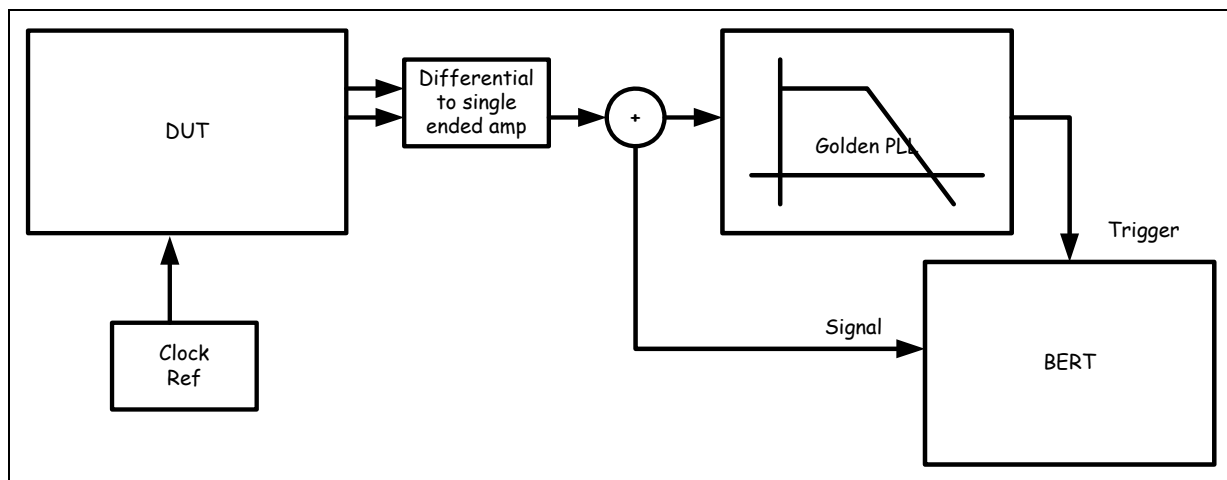 DUT
Differential
to single
ended amp
+
Golden PLL
Trigger
Clock
Ref
Signal
BERT